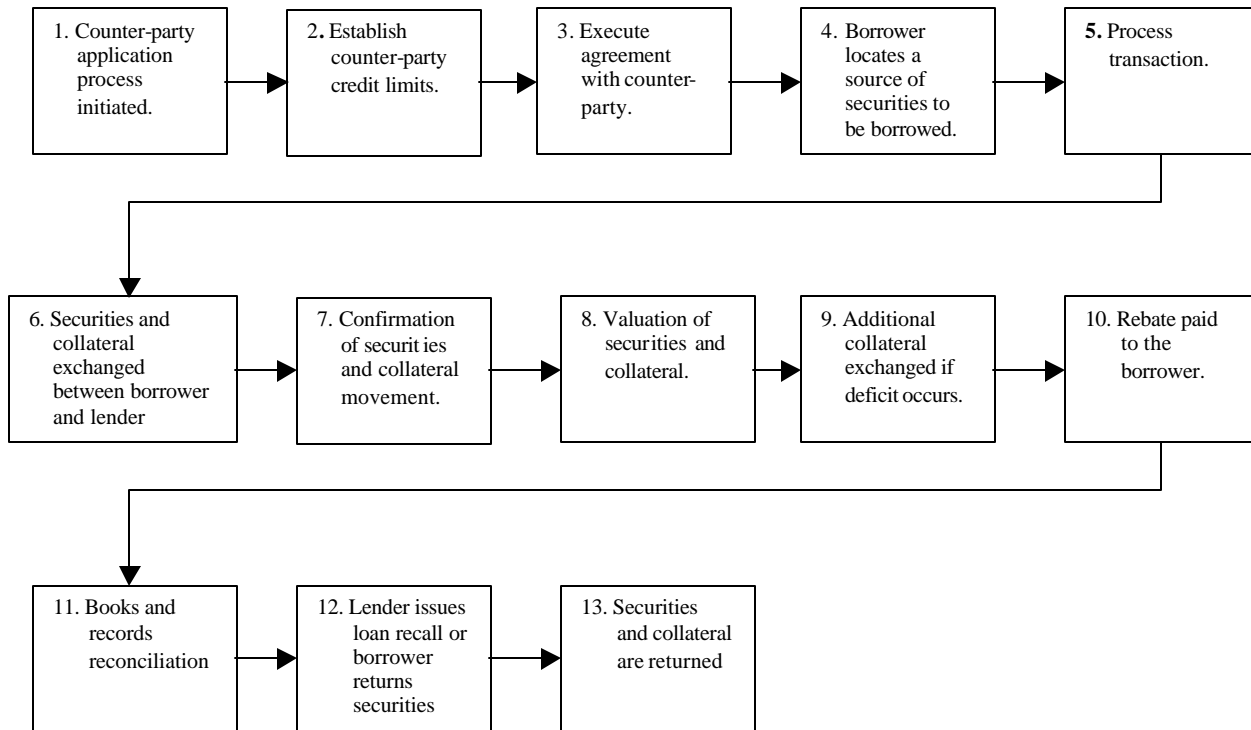 1. Counter-party
application
process
initiated.
2. Establish
counter-party
credit limits.
3. Execute
agreement
with counter-
party.
4. Borrower
locates a
source of
securities to
be borrowed.
5. Process
transaction.
6. Securities and
collateral
exchanged
between borrower
and lender
7. Confirmation
of securities
and collateral
movement.
8. Valuation of
securities and
collateral.
9. Additional
collateral
exchanged if
deficit occurs.
10. Rebate paid
to the
borrower.
11. Books and
records
reconciliation
12. Lender issues
loan recall or
borrower
returns
securities
13. Securities
and collateral
are returned